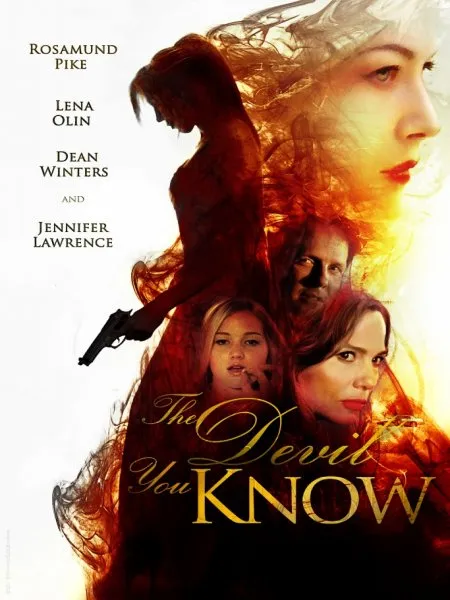 ROSAMUND
PIKE
LENA
OLIN
DEAN
WINTERS
AND
JENNIFER
LAWRENCE
The Devil
You KNOW